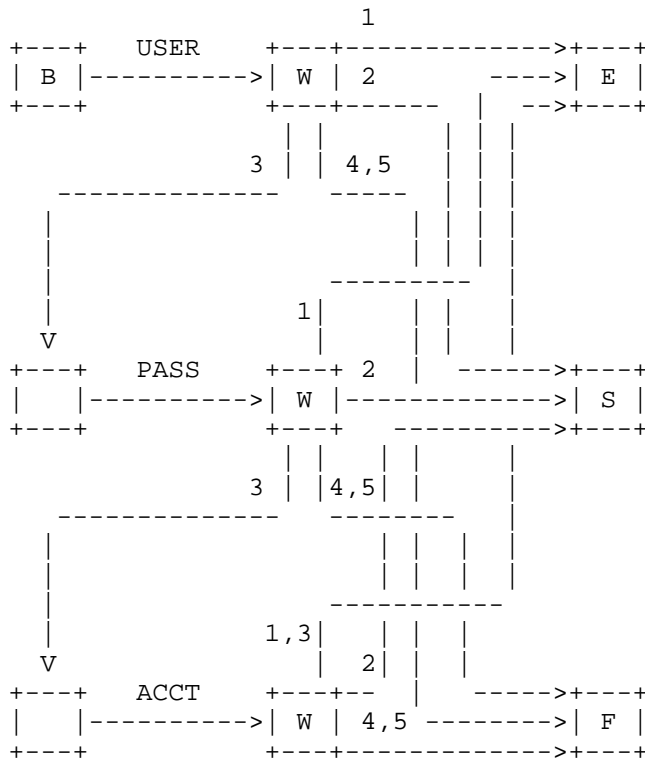 1
+---+   USER    +---+------------->+---+
| B |---------->| W | 2       ---->| E |
+---+           +---+------  |  -->+---+
                 | |       | | |
               3 | | 4,5   | | |
   --------------   -----  | | |
  |                      | | | |
  |                      | | | |
  |                 ---------  |
  |               1|     | |   |
  V                |     | |   |
+---+   PASS    +---+ 2  |  ------>+---+
|   |---------->| W |------------->| S |
+---+           +---+   ---------->+---+
                 | |   | |     |
               3 | |4,5| |     |
   --------------   --------   |
  |                    | |  |  |
  |                    | |  |  |
  |                 -----------
  |             1,3|   | |  |
  V                |  2| |  |
+---+   ACCT    +---+--  |   ----->+---+
|   |---------->| W | 4,5 -------->| F |
+---+           +---+------------->+---+